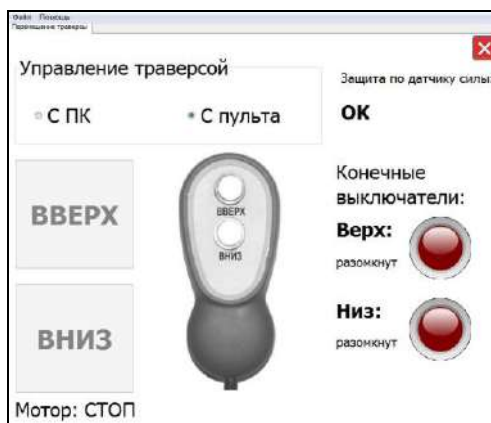 Файл Помощь
Перемещение траверсы
Управление траверсой
Защита по датчику силы:
С ПК
С пульта
ОК
ВВЕРХ
ВНИЗ
ВВЕРХ
ВНИЗ
Конечные
выключатели:
Верх:
разомкнут
Низ:
разомкнут
Мотор: СТОП